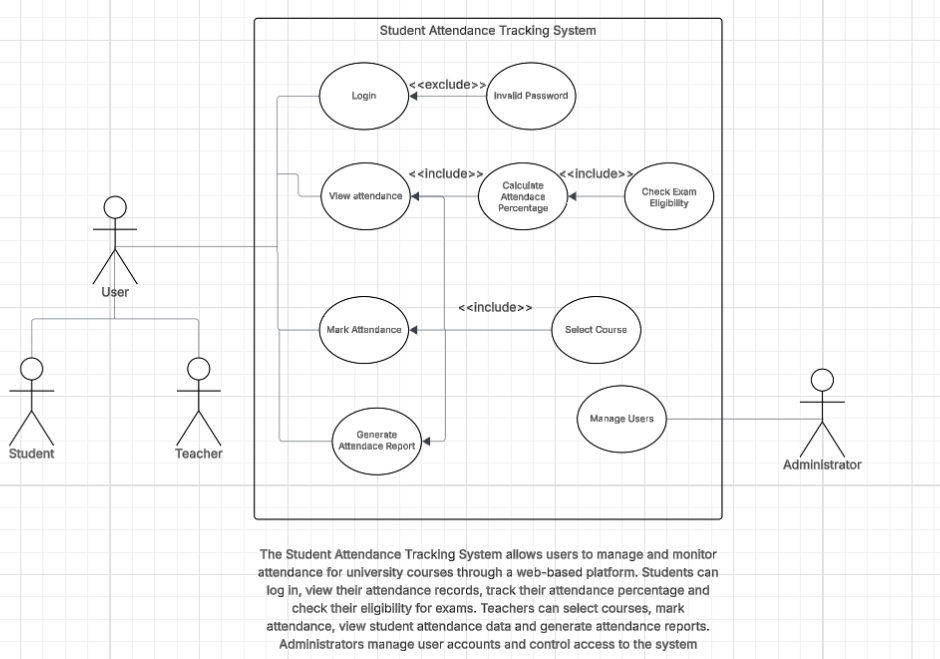 Student Attendance Tracking System
<<exclude>>
Login
Invalid Password
<<include>>
<<include>>
View attendance
Calculate
Attendace
Percentage
Check Exam
Eligibility
User
<<include>>
Mark Attendance
Select Course
Manage Users
Generate
Attendace Report
Student
Teacher
Administrator
The Student Attendance Tracking System allows users to manage and monitor
attendance for university courses through a web-based platform. Students can
log in, view their attendance records, track their attendance percentage and
check their eligibility for exams. Teachers can select courses, mark
attendance, view student attendance data and generate attendance reports.
Administrators manage user accounts and control access to the system